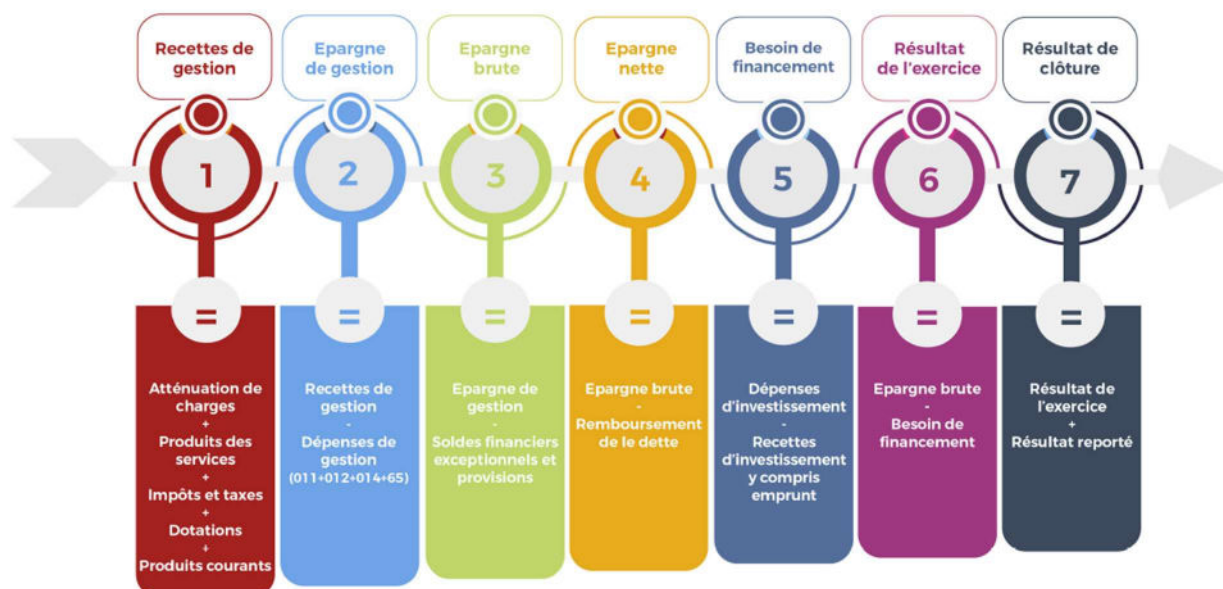 Recettes de
gestion
Epargne
de gestion
Epargne
brute
Epargne
nette
Besoin de
financement
Résultat
de l'exercice
Résultat de
clôture
1
2
3
4
5
6
7
=
=
=
=
=
=
=
Atténuation de
charges
+
Produits des
services
+
Impôts et taxes
+
Dotations
+
Produits courants
Recettes de
gestion
-
Dépenses de
gestion
(011+012+014+65)
Epargne de
gestion
-
Soldes financiers
exceptionnels et
provisions
Epargne brute
-
Remboursement
de le dette
Dépenses
d'investissement
-
Recettes
d'investissement
y compris
emprunt
Epargne brute
-
Besoin de
financement
Résultat de
l'exercice
+
Résultat reporté